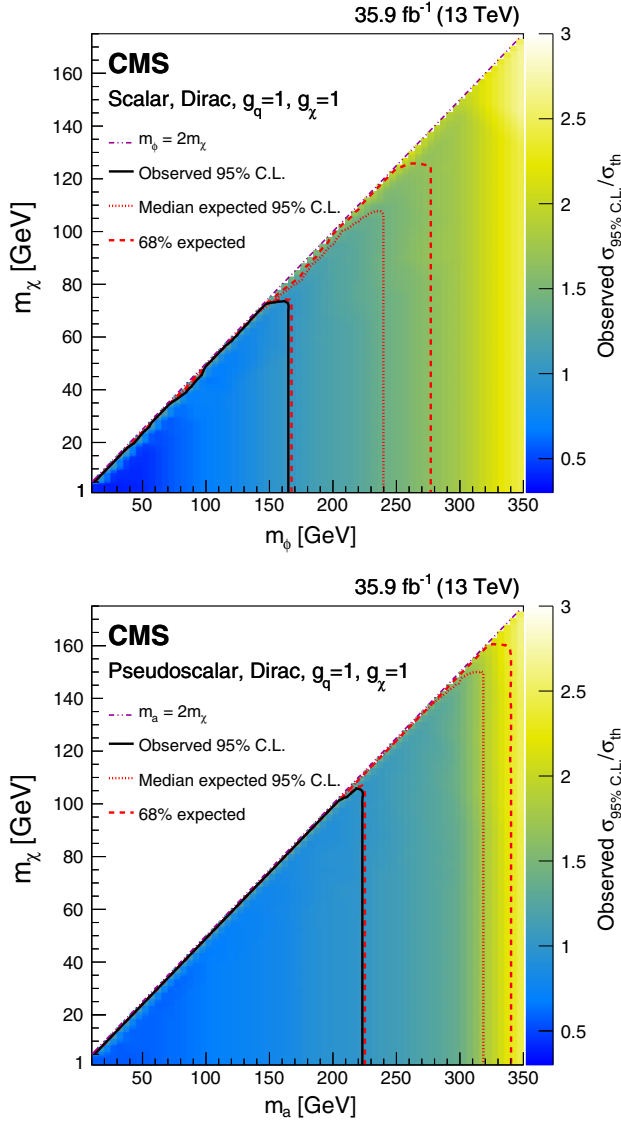 35.9 fb⁻¹ (13 TeV)
CMS
Scalar, Dirac, g_q=1, g_χ=1
m_ϕ = 2m_χ
Observed 95% C.L.
Median expected 95% C.L.
68% expected
m_χ [GeV]
160
140
120
100
80
60
40
20
1
50 100 150 200 250 300 350
m_ϕ [GeV]
3
2.5
2
1.5
1
0.5
Observed σ_95% C.L./σ_th
35.9 fb⁻¹ (13 TeV)
CMS
Pseudoscalar, Dirac, g_q=1, g_χ=1
m_a = 2m_χ
Observed 95% C.L.
Median expected 95% C.L.
68% expected
m_χ [GeV]
160
140
120
100
80
60
40
20
1
50 100 150 200 250 300 350
m_a [GeV]
3
2.5
2
1.5
1
0.5
Observed σ_95% C.L./σ_th